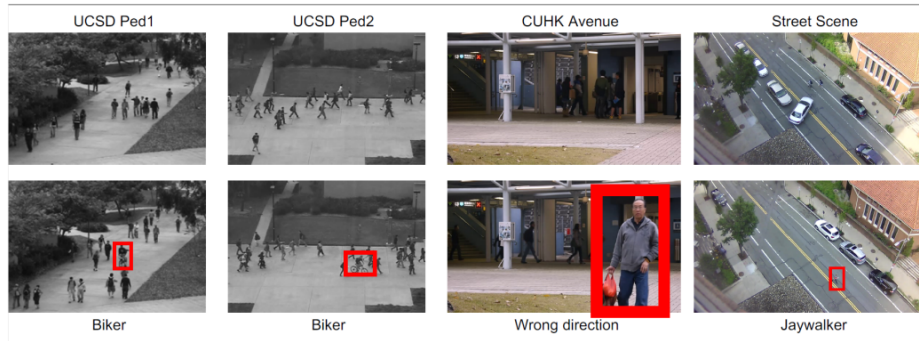 UCSD Ped1
UCSD Ped2
CUHK Avenue
Street Scene
Biker
Biker
Wrong direction
Jaywalker